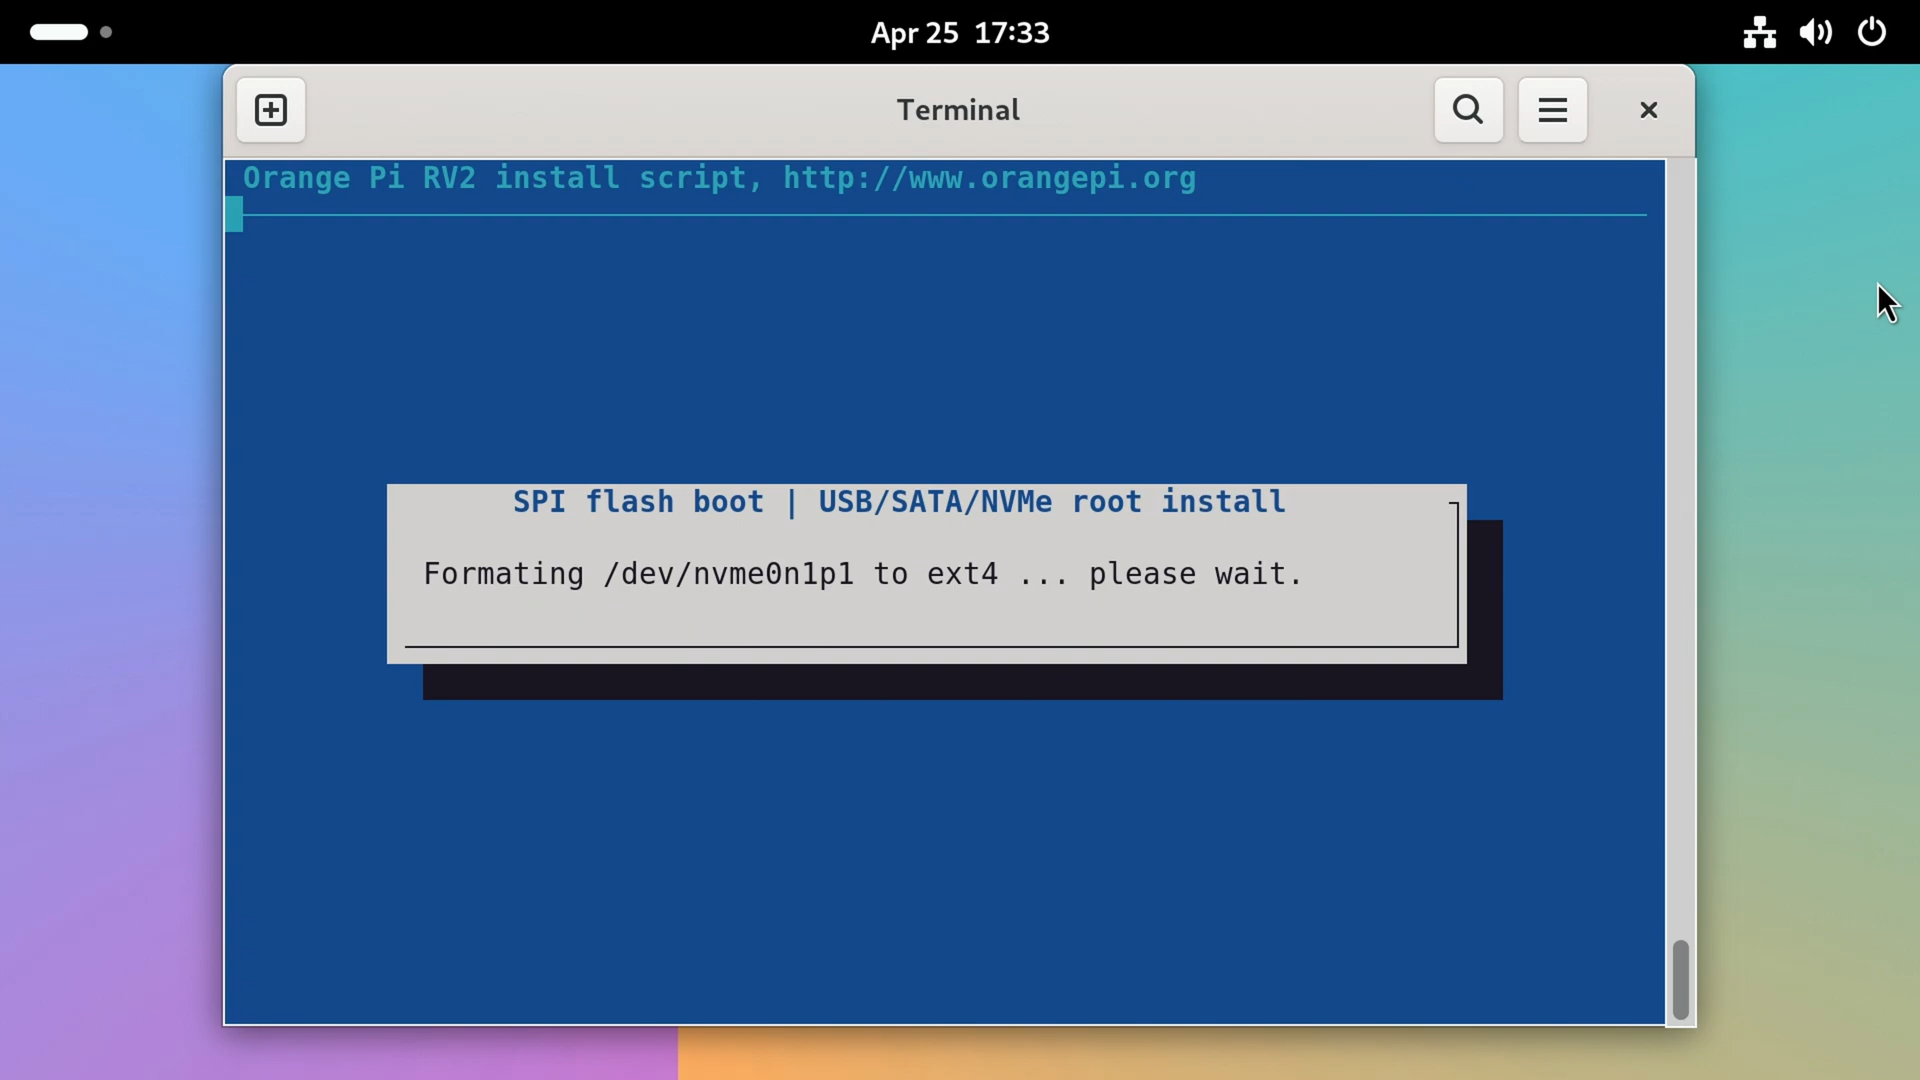 Apr 25 17:33
Terminal
Orange Pi RV2 install script, http://www.orangepi.org
SPI flash boot | USB/SATA/NVMe root install
Formating /dev/nvme0n1p1 to ext4 ... please wait.